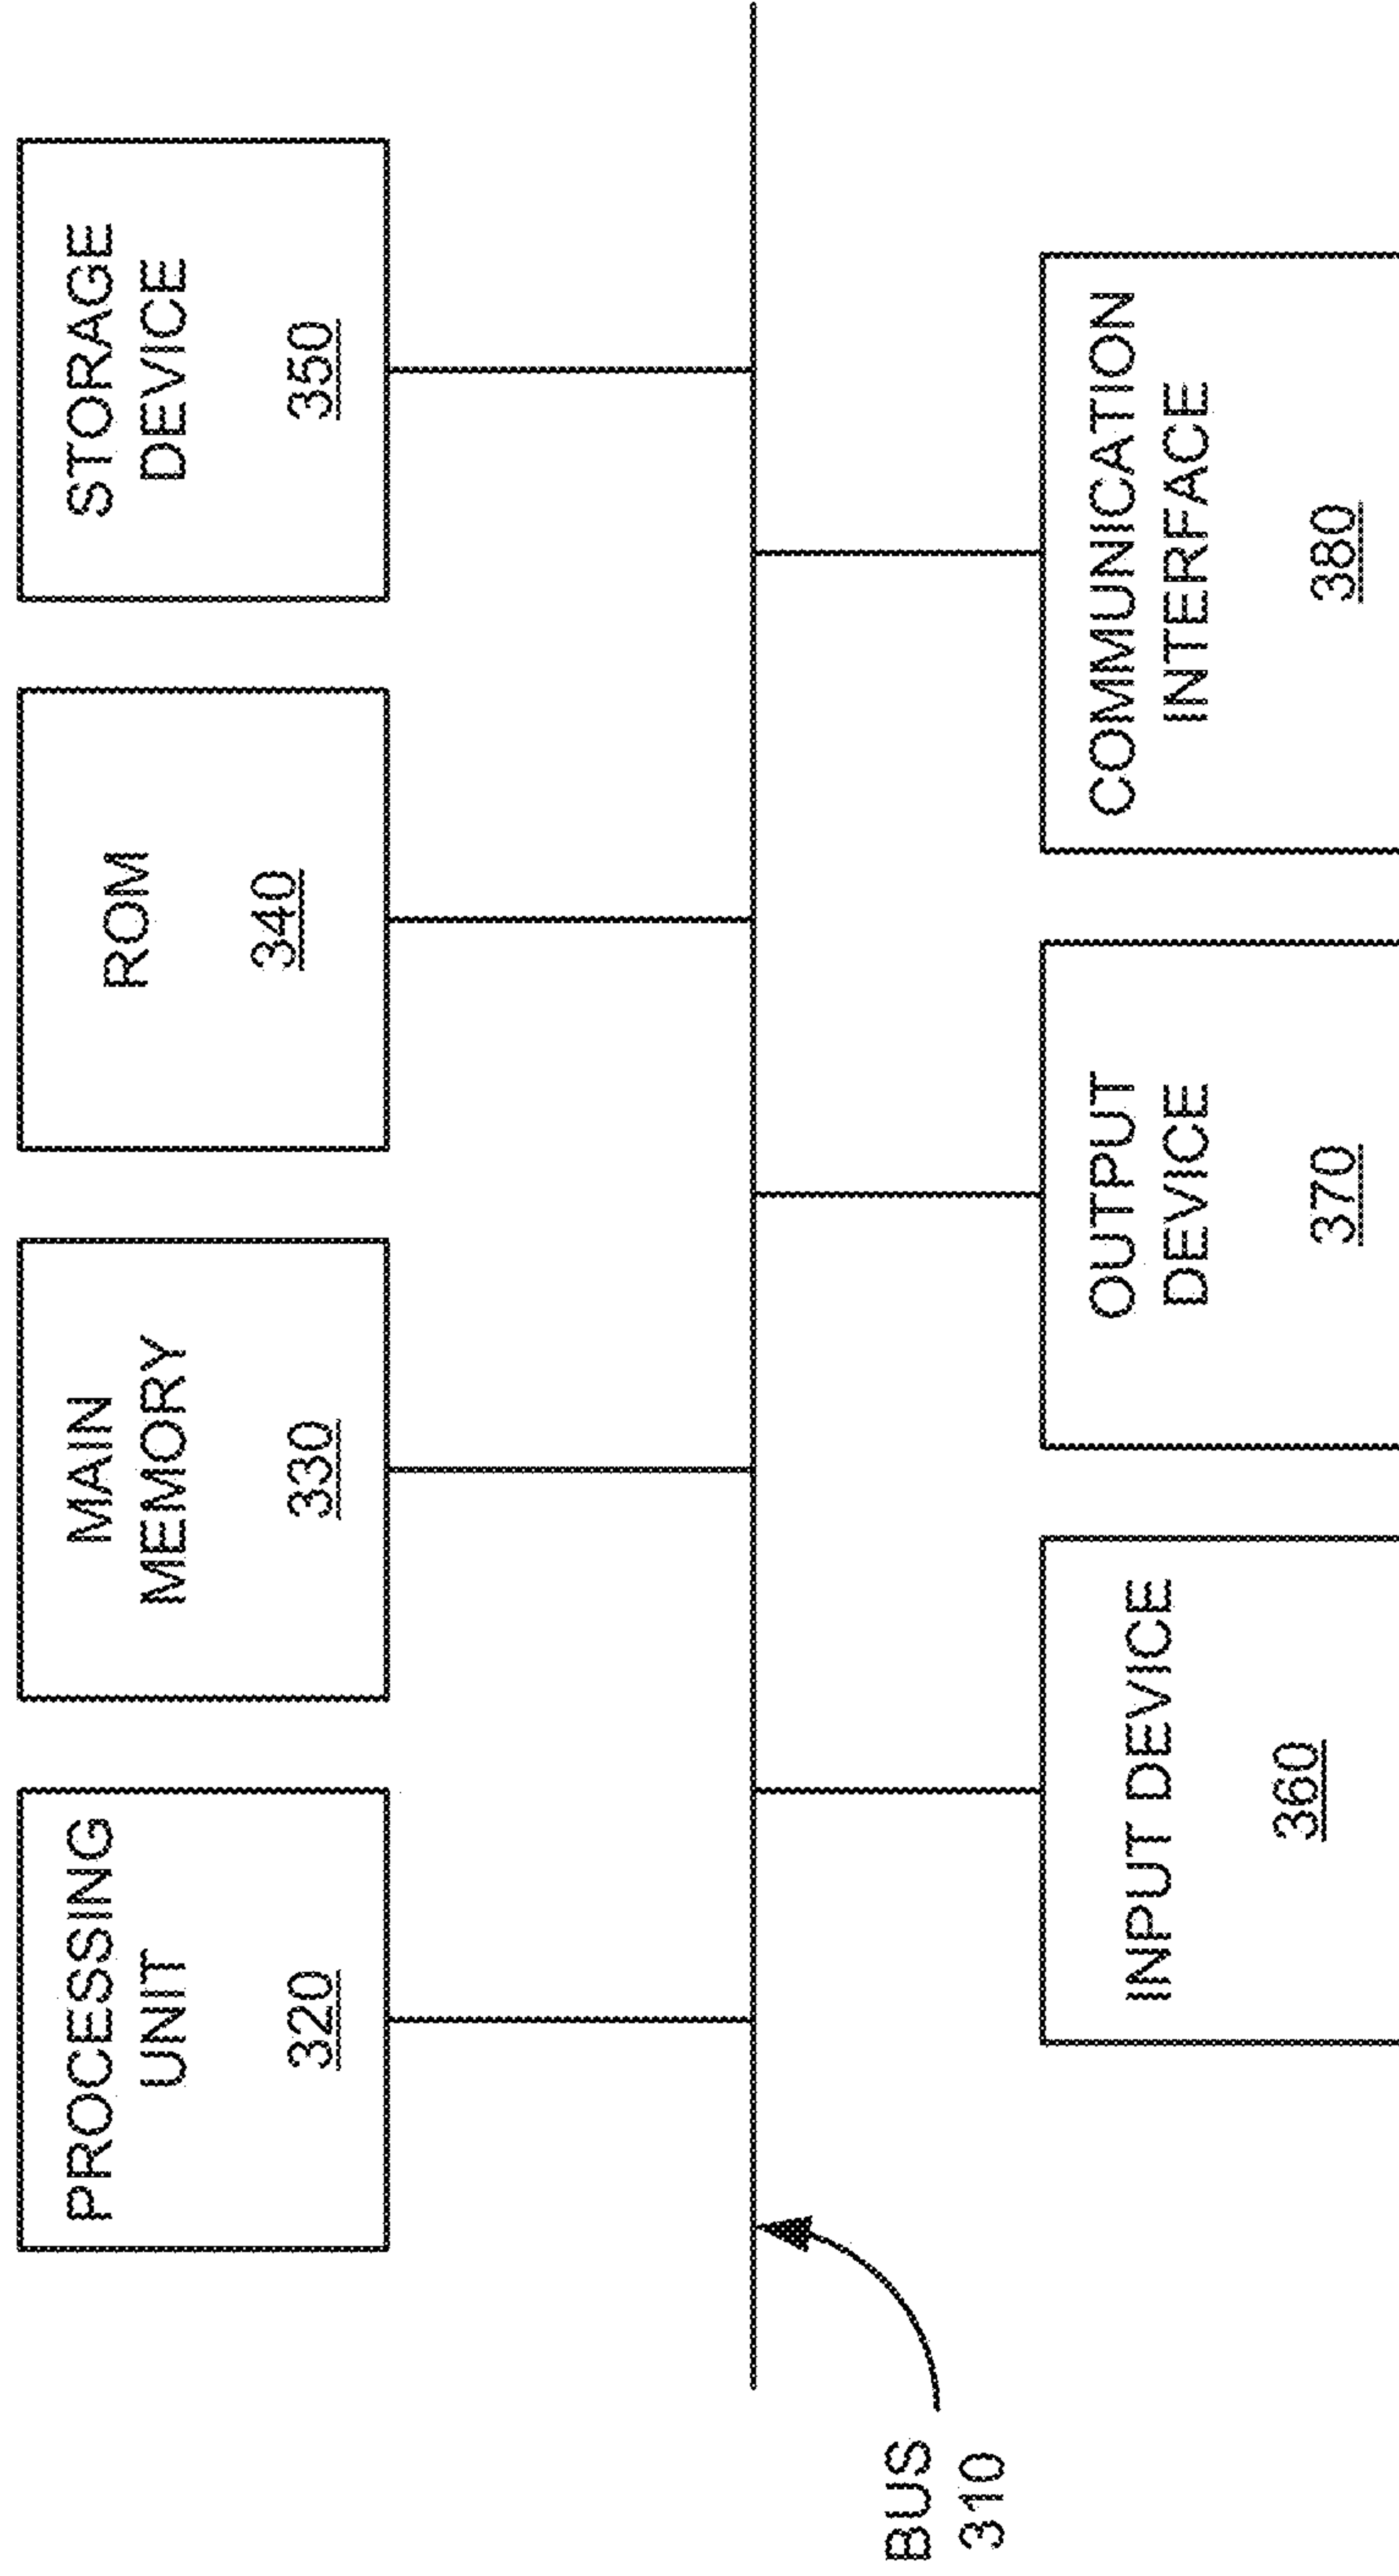 PROCESSING
UNIT
320
MAIN
MEMORY
330
ROM
340
STORAGE
DEVICE
350
BUS
310
INPUT DEVICE
360
OUTPUT
DEVICE
370
COMMUNICATION
INTERFACE
380